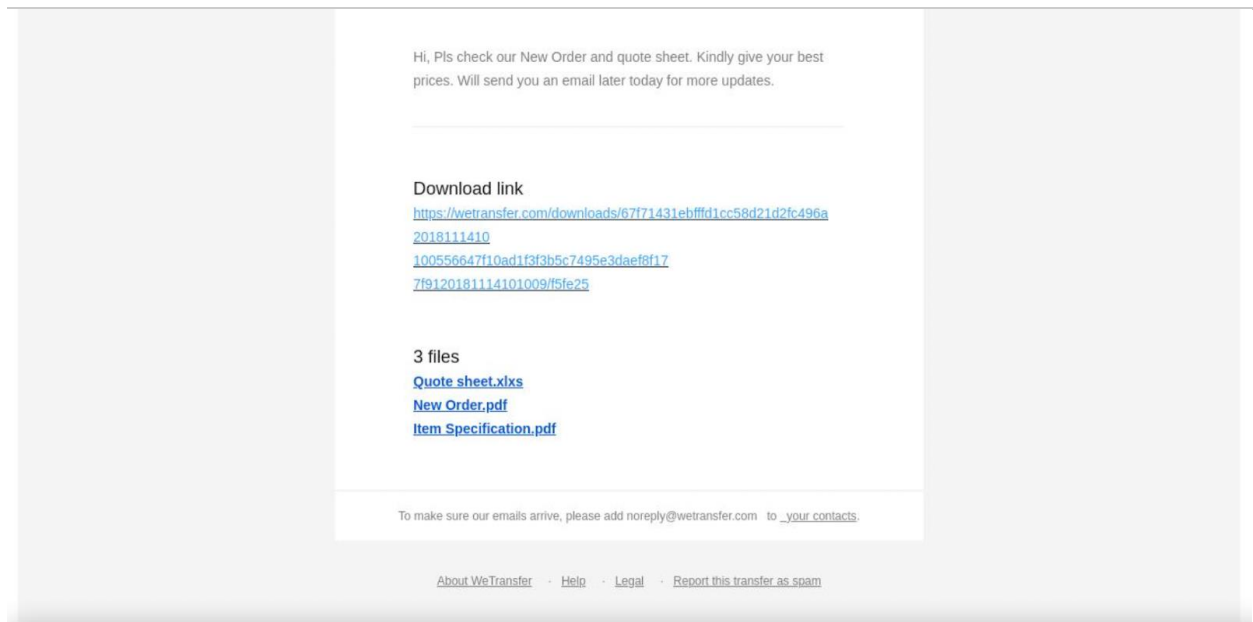 Hi, Pls check our New Order and quote sheet. Kindly give your best
prices. Will send you an email later today for more updates.
Download link
https://wetransfer.com/downloads/67f71431ebfffd1cc58d21d2fc496a
2018111410
100556647f10ad1f3f3b5c7495e3daef8f17
7f9120181114101009/f5fe25
3 files
Quote sheet.xlxs
New Order.pdf
Item Specification.pdf
To make sure our emails arrive, please add noreply@wetransfer.com to _your contacts.
About WeTransfer · Help · Legal · Report this transfer as spam